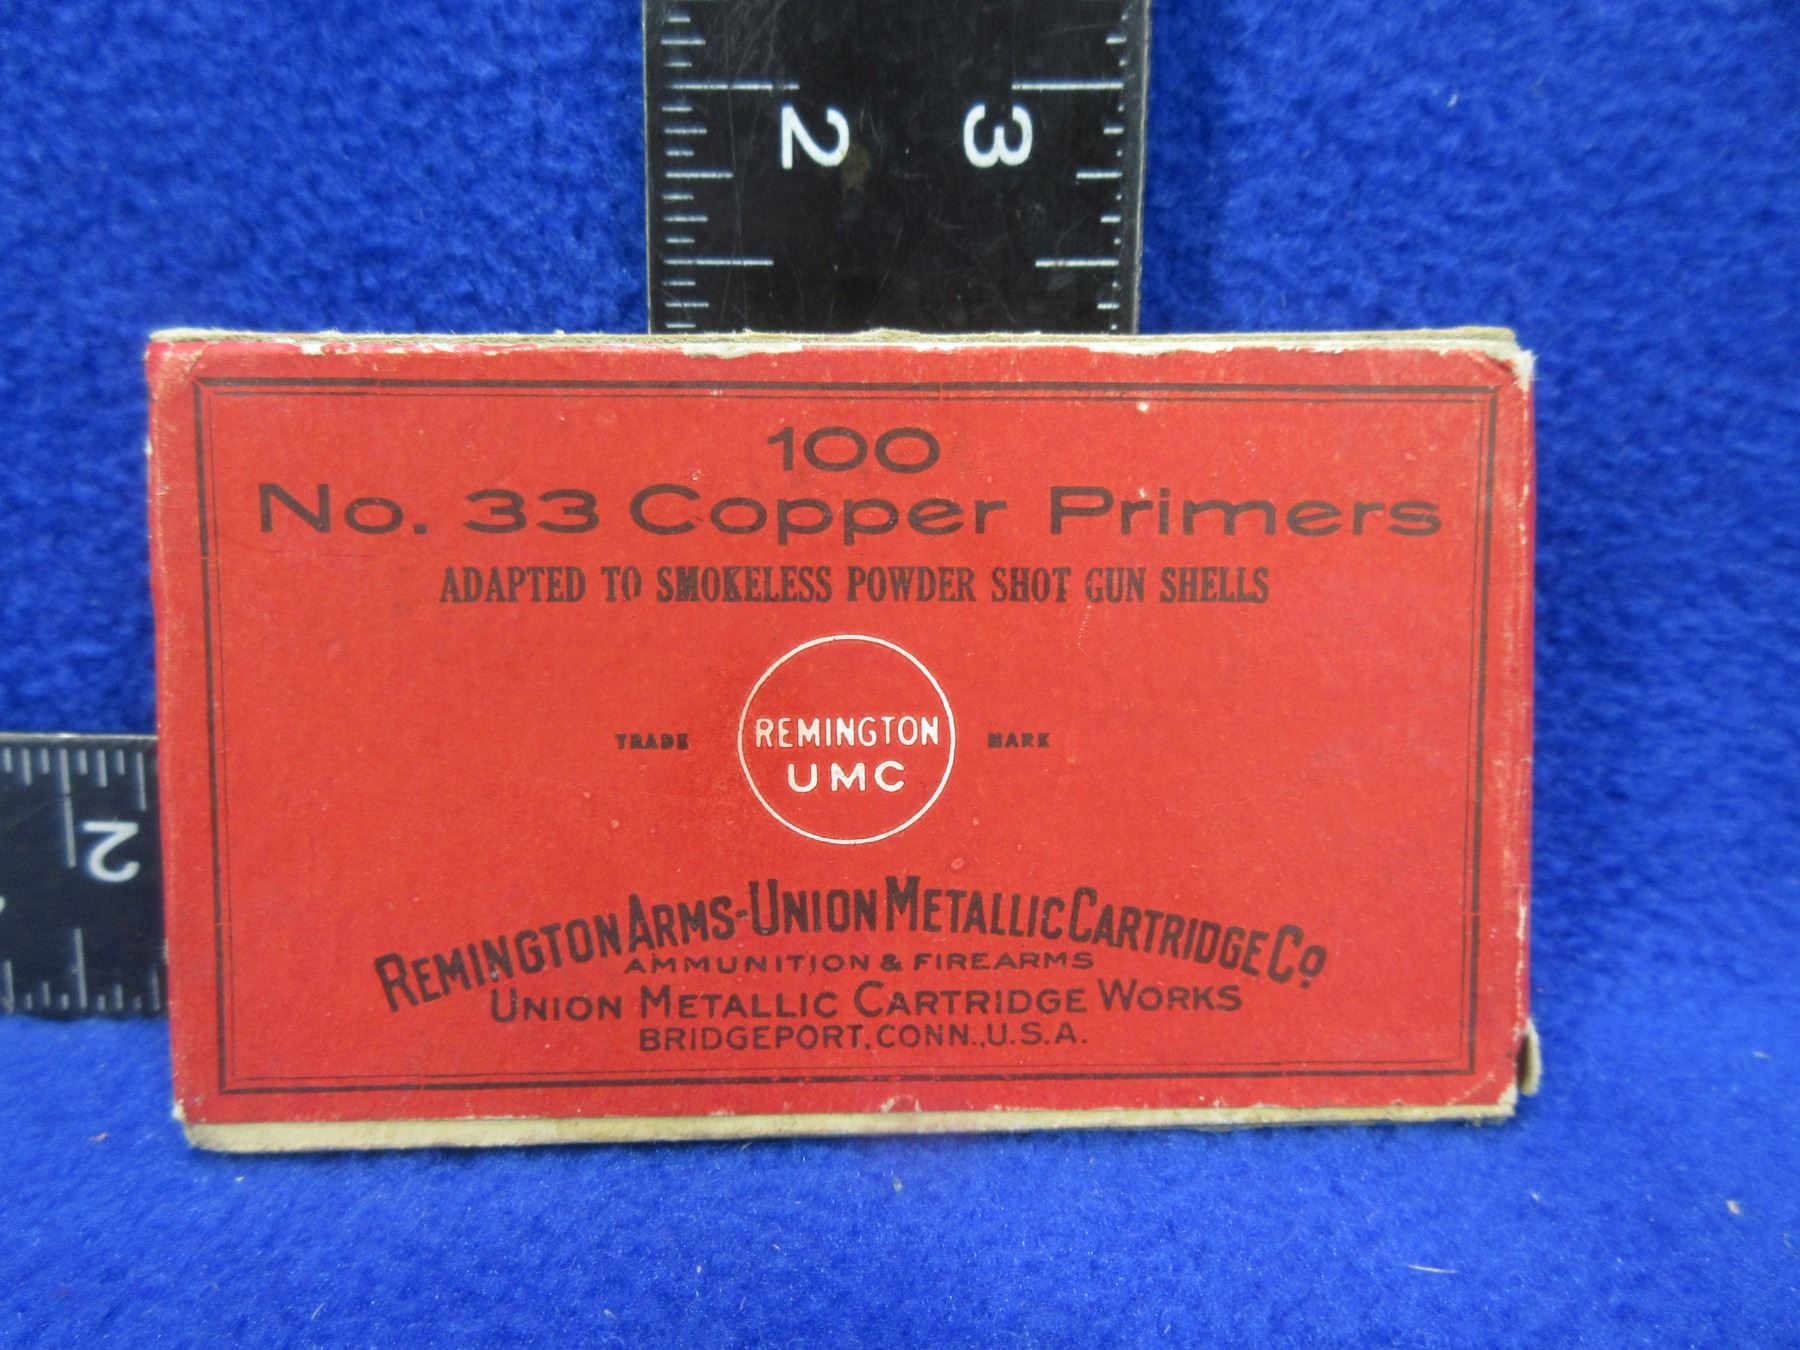 2 3
100
No. 33 Copper Primers
ADAPTED TO SMOKELESS POWDER SHOT GUN SHELLS
TRADE REMINGTON UMC MARK
2
REMINGTON ARMS-UNION METALLIC CARTRIDGE CO.
AMMUNITION & FIREARMS
UNION METALLIC CARTRIDGE WORKS
BRIDGEPORT, CONN., U.S.A.